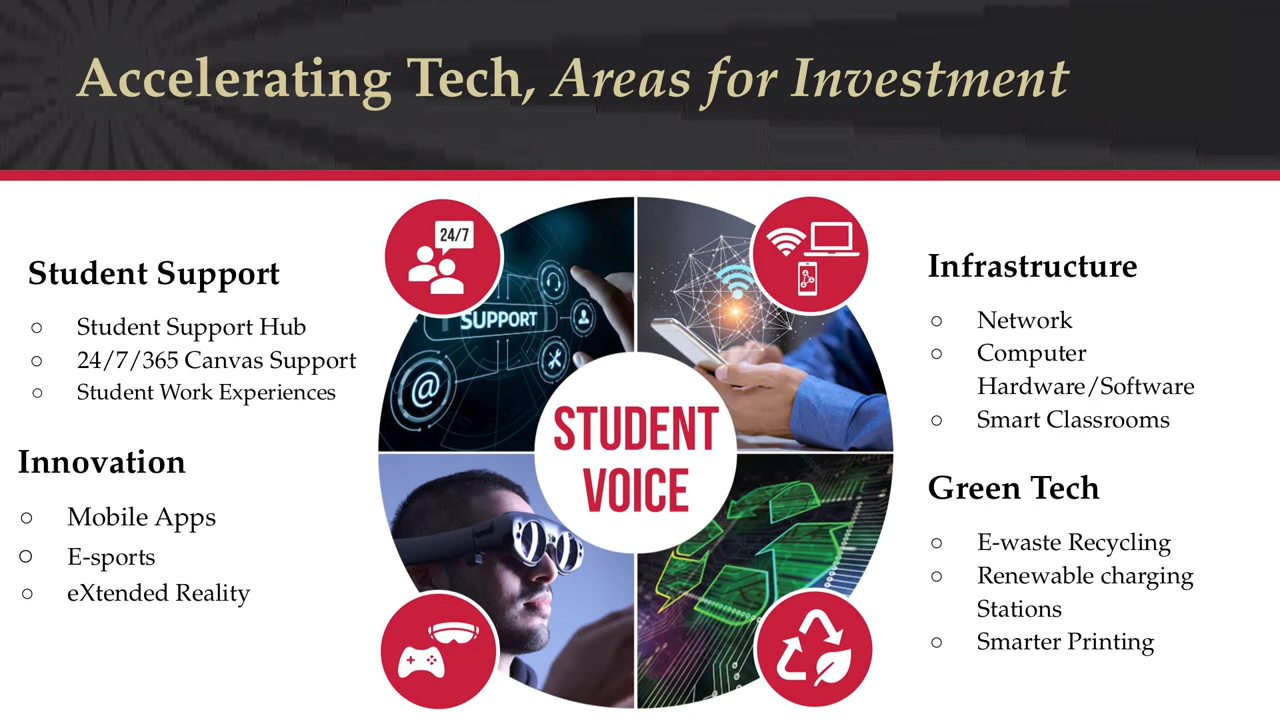 Accelerating Tech, Areas for Investment
Student Support
○ Student Support Hub
○ 24/7/365 Canvas Support
○ Student Work Experiences
Innovation
○ Mobile Apps
○ E-sports
○ eXtended Reality
24/7
SUPPORT
@
STUDENT
VOICE
Infrastructure
○ Network
○ Computer
Hardware/Software
○ Smart Classrooms
Green Tech
○ E-waste Recycling
○ Renewable charging
Stations
○ Smarter Printing